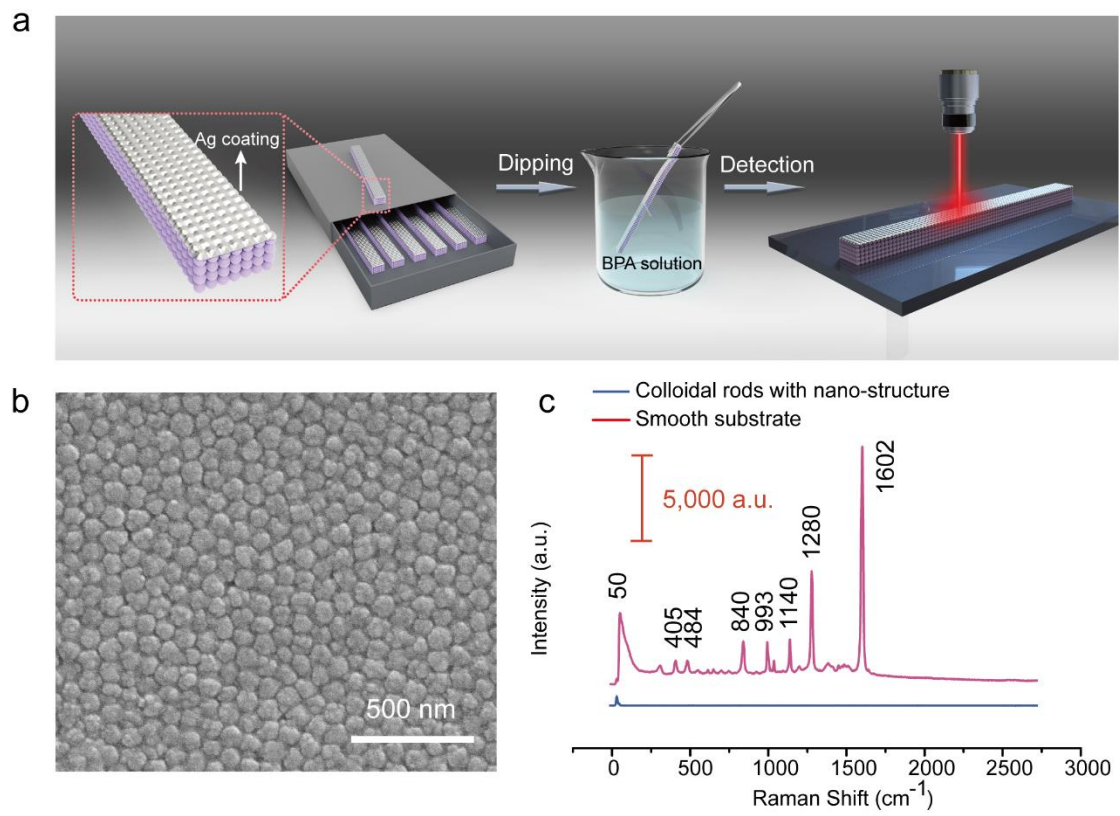 a
Ag coating
Dipping
BPA solution
Detection
b
500 nm
c
Colloidal rods with nano-structure
Smooth substrate
5,000 a.u.
50
405
484
840
993
1140
1280
1602
Intensity (a.u.)
0 500 1000 1500 2000 2500 3000
Raman Shift (cm⁻¹)